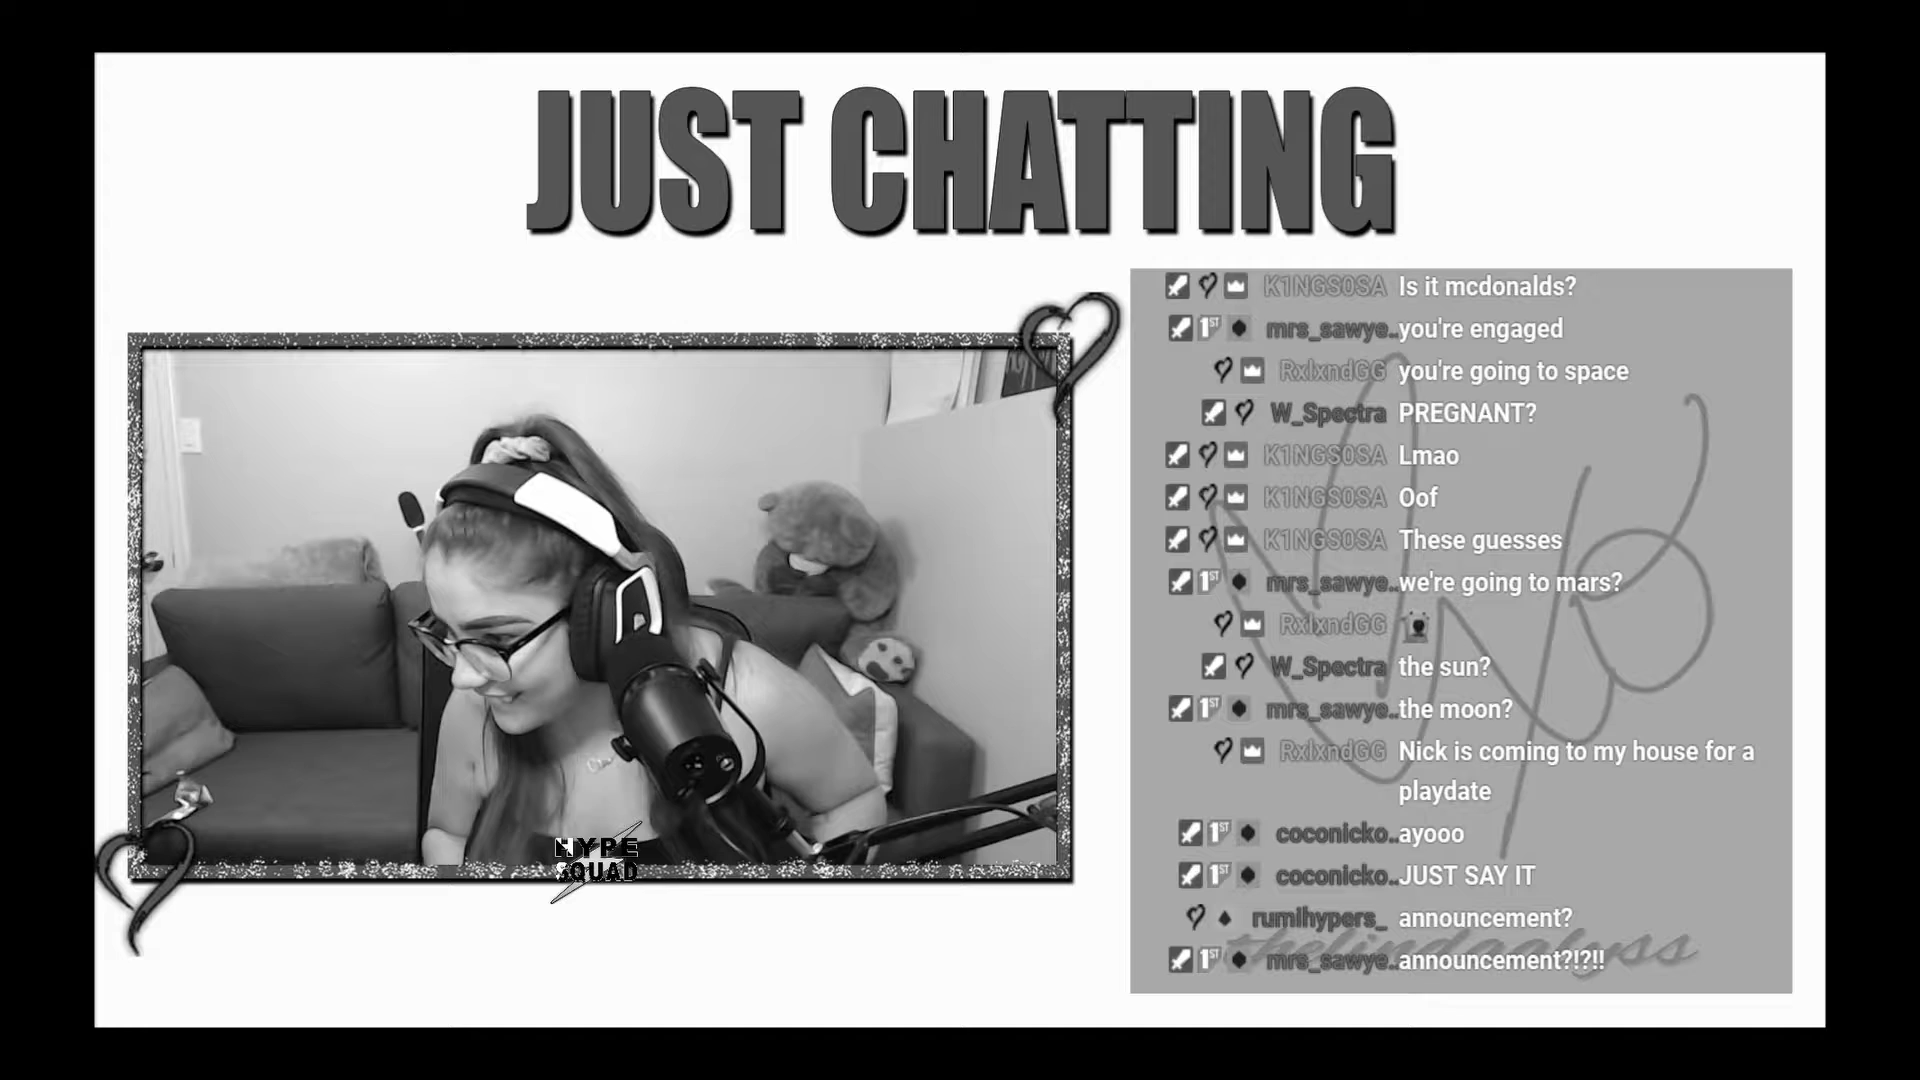 JUST CHATTING
K1NGS0SA Is it mcdonalds?
1ST mrs_sawye..you're engaged
RxlxndGG you're going to space
W_Spectra PREGNANT?
K1NGS0SA Lmao
K1NGS0SA Oof
K1NGS0SA These guesses
1ST mrs_sawye..we're going to mars?
RxlxndGG
W_Spectra the sun?
1ST mrs_sawye..the moon?
RxlxndGG Nick is coming to my house for a
playdate
1ST coconicko..ayooo
1ST coconicko..JUST SAY IT
rumihypers_ announcement?
1ST mrs_sawye..announcement?!?!!
thelindaalyss
HYPE
SQUAD